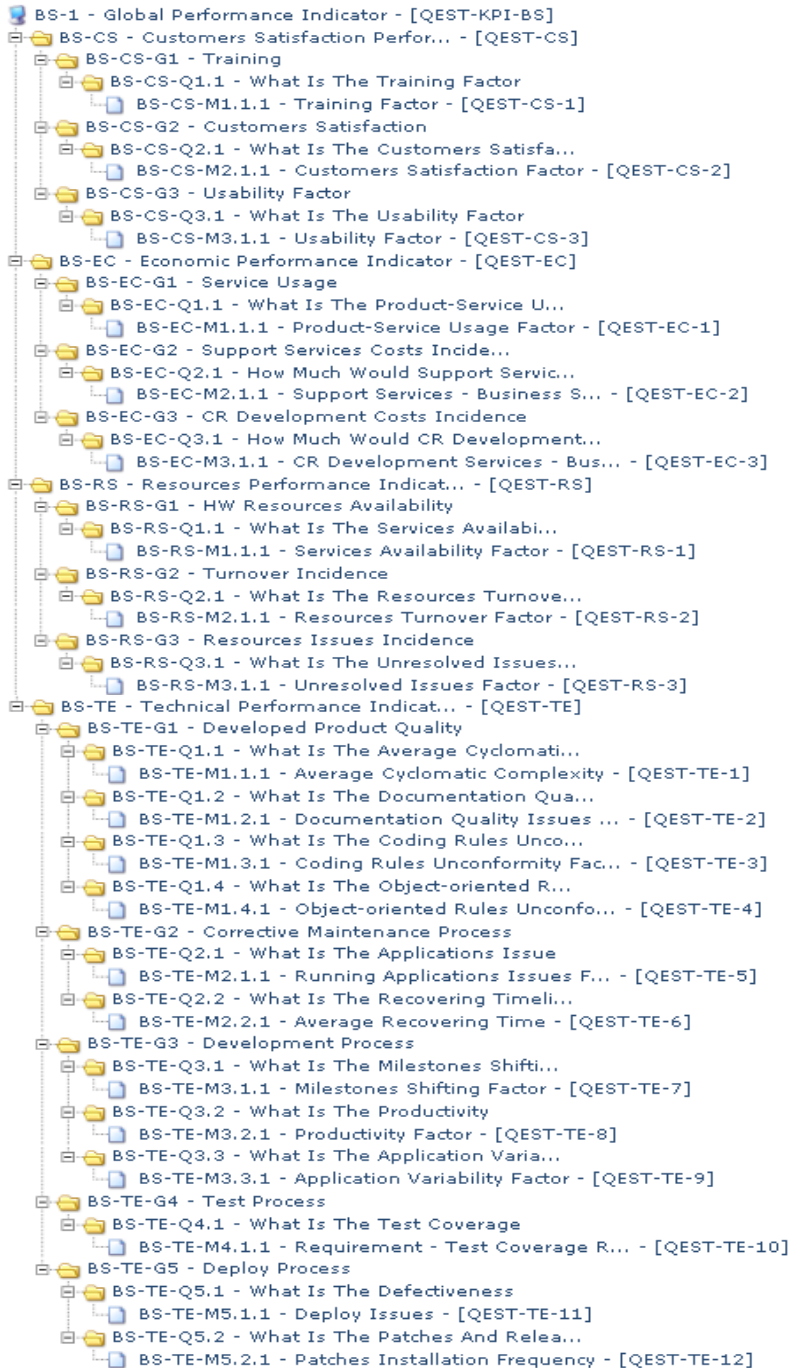 BS-1 - Global Performance Indicator - [QEST-KPI-BS]
BS-CS - Customers Satisfaction Perfor... - [QEST-CS]
BS-CS-G1 - Training
BS-CS-Q1.1 - What Is The Training Factor
BS-CS-M1.1.1 - Training Factor - [QEST-CS-1]
BS-CS-G2 - Customers Satisfaction
BS-CS-Q2.1 - What Is The Customers Satisfa...
BS-CS-M2.1.1 - Customers Satisfaction Factor - [QEST-CS-2]
BS-CS-G3 - Usability Factor
BS-CS-Q3.1 - What Is The Usability Factor
BS-CS-M3.1.1 - Usability Factor - [QEST-CS-3]
BS-EC - Economic Performance Indicator - [QEST-EC]
BS-EC-G1 - Service Usage
BS-EC-Q1.1 - What Is The Product-Service U...
BS-EC-M1.1.1 - Product-Service Usage Factor - [QEST-EC-1]
BS-EC-G2 - Support Services Costs Incide...
BS-EC-Q2.1 - How Much Would Support Servic...
BS-EC-M2.1.1 - Support Services - Business S... - [QEST-EC-2]
BS-EC-G3 - CR Development Costs Incidence
BS-EC-Q3.1 - How Much Would CR Development...
BS-EC-M3.1.1 - CR Development Services - Bus... - [QEST-EC-3]
BS-RS - Resources Performance Indicat... - [QEST-RS]
BS-RS-G1 - HW Resources Availability
BS-RS-Q1.1 - What Is The Services Availabi...
BS-RS-M1.1.1 - Services Availability Factor - [QEST-RS-1]
BS-RS-G2 - Turnover Incidence
BS-RS-Q2.1 - What Is The Resources Turnove...
BS-RS-M2.1.1 - Resources Turnover Factor - [QEST-RS-2]
BS-RS-G3 - Resources Issues Incidence
BS-RS-Q3.1 - What Is The Unresolved Issues...
BS-RS-M3.1.1 - Unresolved Issues Factor - [QEST-RS-3]
BS-TE - Technical Performance Indicat... - [QEST-TE]
BS-TE-G1 - Developed Product Quality
BS-TE-Q1.1 - What Is The Average Cyclomati...
BS-TE-M1.1.1 - Average Cyclomatic Complexity - [QEST-TE-1]
BS-TE-Q1.2 - What Is The Documentation Qua...
BS-TE-M1.2.1 - Documentation Quality Issues ... - [QEST-TE-2]
BS-TE-Q1.3 - What Is The Coding Rules Unco...
BS-TE-M1.3.1 - Coding Rules Unconformity Fac... - [QEST-TE-3]
BS-TE-Q1.4 - What Is The Object-oriented R...
BS-TE-M1.4.1 - Object-oriented Rules Unconfo... - [QEST-TE-4]
BS-TE-G2 - Corrective Maintenance Process
BS-TE-Q2.1 - What Is The Applications Issue
BS-TE-M2.1.1 - Running Applications Issues F... - [QEST-TE-5]
BS-TE-Q2.2 - What Is The Recovering Timeli...
BS-TE-M2.2.1 - Average Recovering Time - [QEST-TE-6]
BS-TE-G3 - Development Process
BS-TE-Q3.1 - What Is The Milestones Shifti...
BS-TE-M3.1.1 - Milestones Shifting Factor - [QEST-TE-7]
BS-TE-Q3.2 - What Is The Productivity
BS-TE-M3.2.1 - Productivity Factor - [QEST-TE-8]
BS-TE-Q3.3 - What Is The Application Varia...
BS-TE-M3.3.1 - Application Variability Factor - [QEST-TE-9]
BS-TE-G4 - Test Process
BS-TE-Q4.1 - What Is The Test Coverage
BS-TE-M4.1.1 - Requirement - Test Coverage R... - [QEST-TE-10]
BS-TE-G5 - Deploy Process
BS-TE-Q5.1 - What Is The Defectiveness
BS-TE-M5.1.1 - Deploy Issues - [QEST-TE-11]
BS-TE-Q5.2 - What Is The Patches And Relea...
BS-TE-M5.2.1 - Patches Installation Frequency - [QEST-TE-12]